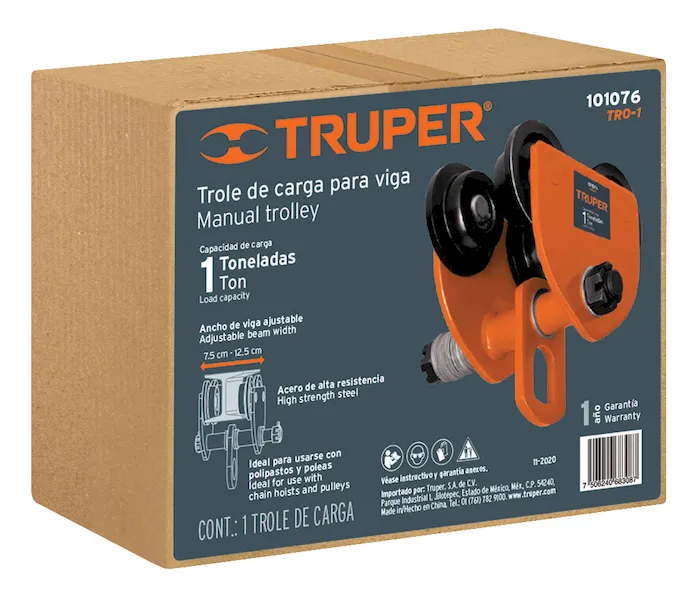 TRUPER®
101076
TRO-1
Trole de carga para viga
Manual trolley
Capacidad de carga
1 Toneladas
Ton
Load capacity
Ancho de viga ajustable
Adjustable beam width
7.5 cm - 12.5 cm
Acero de alta resistencia
High strength steel
Ideal para usarse con
polipastos y poleas
Ideal for use with
chain hoists and pulleys
CONT.: 1 TROLE DE CARGA
TRUPER
1
1 año Garantía
Warranty
11-2020
Véase instructivo y garantía anexos.
Importado por: Truper, S.A. de C.V.
Parque Industrial 1, Jilotepec, Estado de México, Méx., C.P. 54240,
Made in/Hecho en China. Tel.: 01 (761) 782 9100. www.truper.com
7 506240 683087